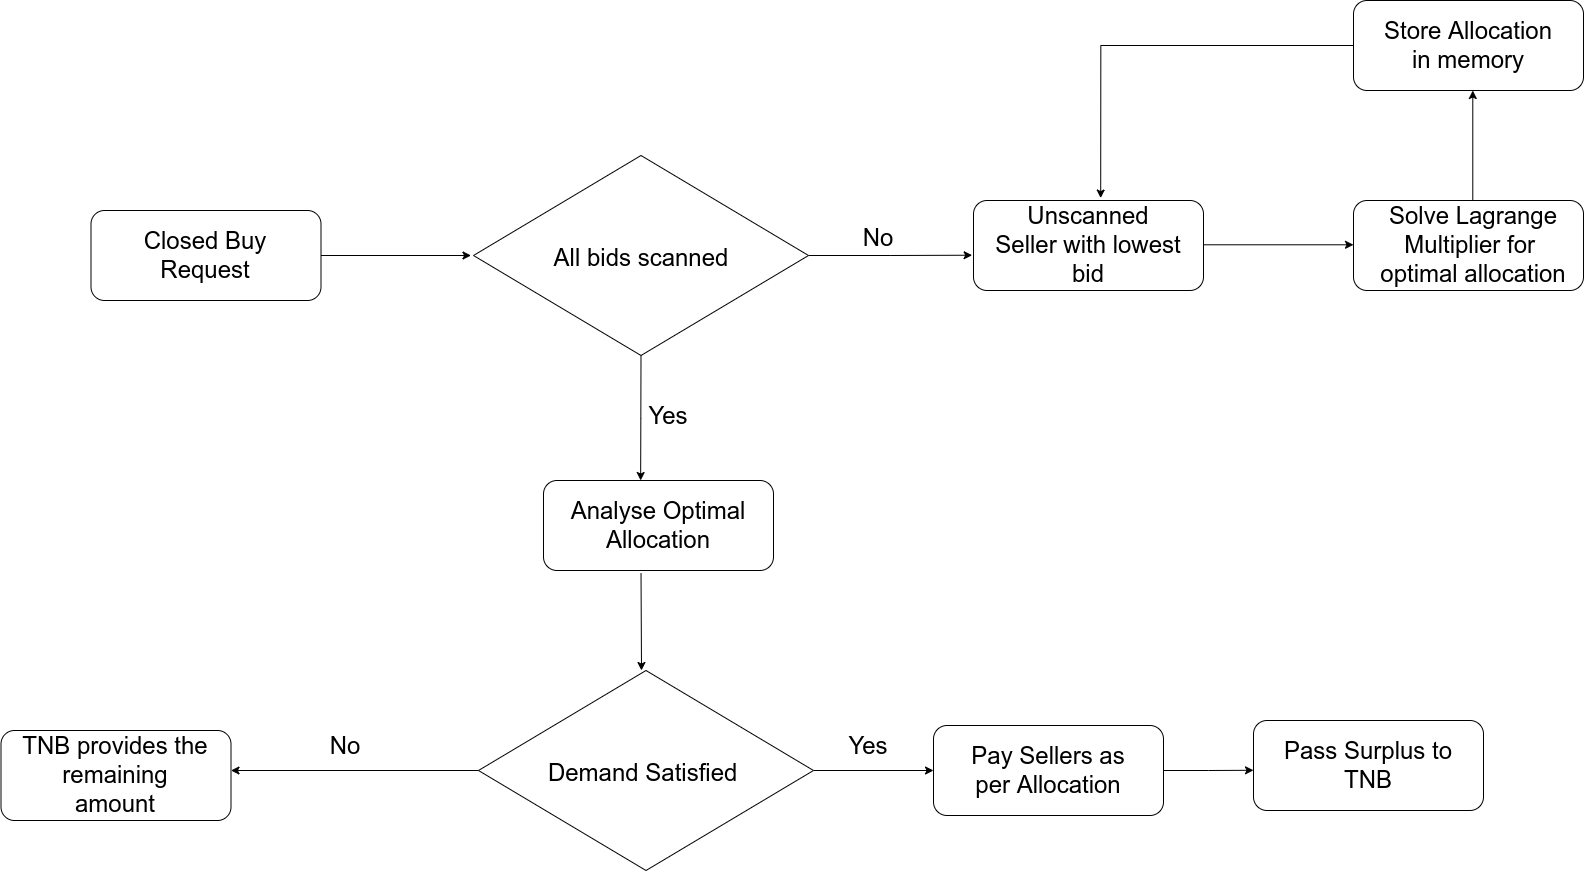 Store Allocation
in memory
Closed Buy
Request
All bids scanned
No
Unscanned
Seller with lowest
bid
Solve Lagrange
Multiplier for
optimal allocation
Yes
Analyse Optimal
Allocation
TNB provides the
remaining
amount
No
Demand Satisfied
Yes
Pay Sellers as
per Allocation
Pass Surplus to
TNB